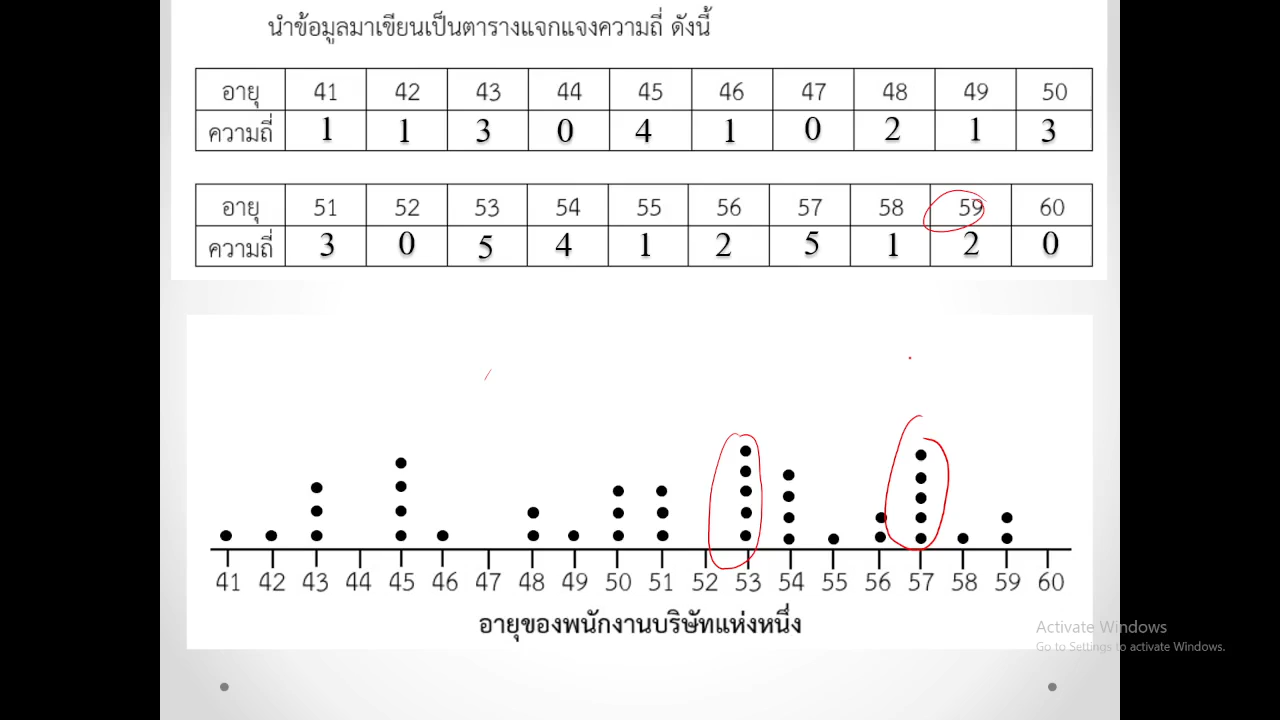 นำข้อมูลมาเขียนเป็นตารางแจกแจงความถี่ ดังนี้
อายุ 41 42 43 44 45 46 47 48 49 50
ความถี่ 1 1 3 0 4 1 0 2 1 3
อายุ 51 52 53 54 55 56 57 58 59 60
ความถี่ 3 0 5 4 1 2 5 1 2 0
41 42 43 44 45 46 47 48 49 50 51 52 53 54 55 56 57 58 59 60
อายุของพนักงานบริษัทแห่งหนึ่ง
Activate Windows
Go to Settings to activate Windows.